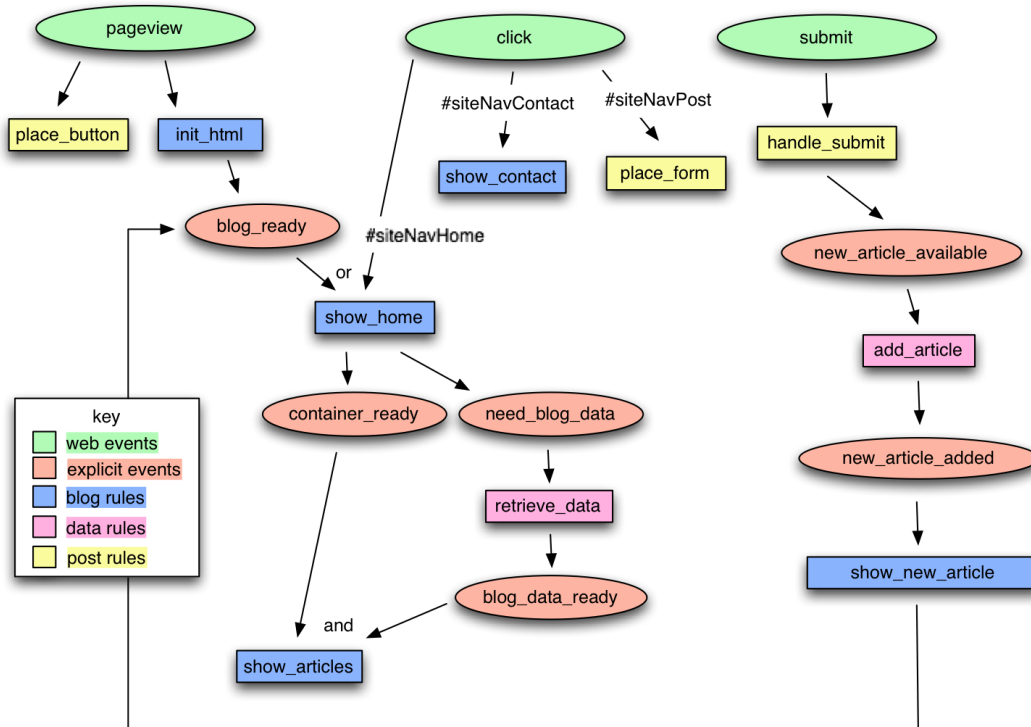 pageview
click
submit
#siteNavContact
#siteNavPost
place_button
init_html
handle_submit
show_contact
place_form
blog_ready
#siteNavHome
new_article_available
or
show_home
add_article
container_ready
need_blog_data
key
web events
explicit events
blog rules
data rules
post rules
new_article_added
retrieve_data
show_new_article
blog_data_ready
and
show_articles